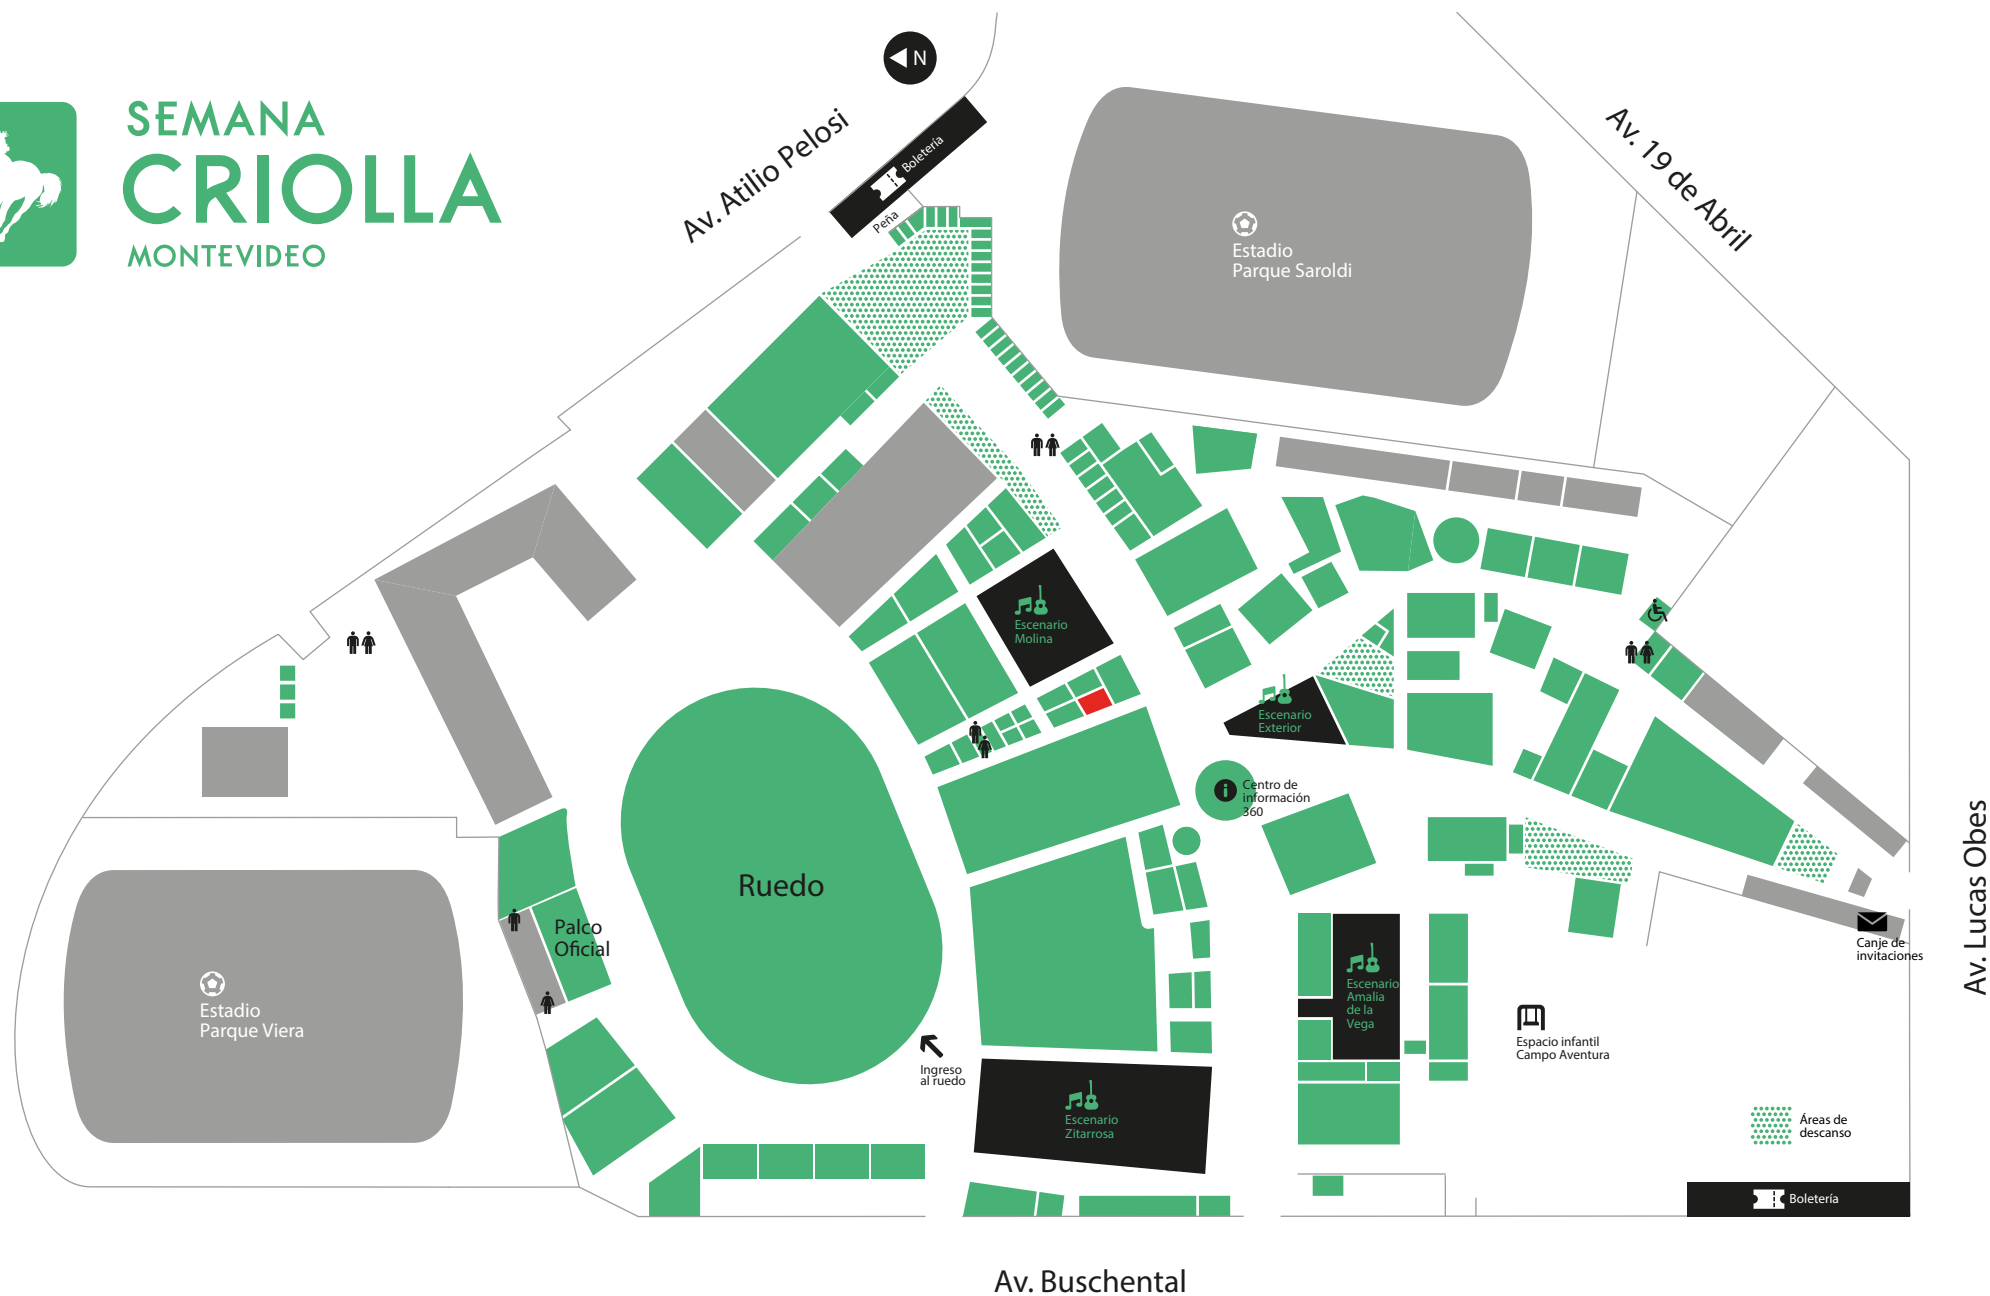 SEMANA
CRIOLLA
MONTEVIDEO
N
Av. Atilio Pelosi
Boletería
Peña
Av. 19 de Abril
Estadio
Parque Saroldi
Escenario
Molina
Escenario
Exterior
Centro de
información
360
Ruedo
Palco
Oficial
Estadio
Parque Viera
Ingreso
al ruedo
Escenario
Zitarrosa
Escenario
Amalia
de la
Vega
Espacio infantil
Campo Aventura
Canje de
invitaciones
Av. Lucas Obes
Áreas de
descanso
Boletería
Av. Buschental